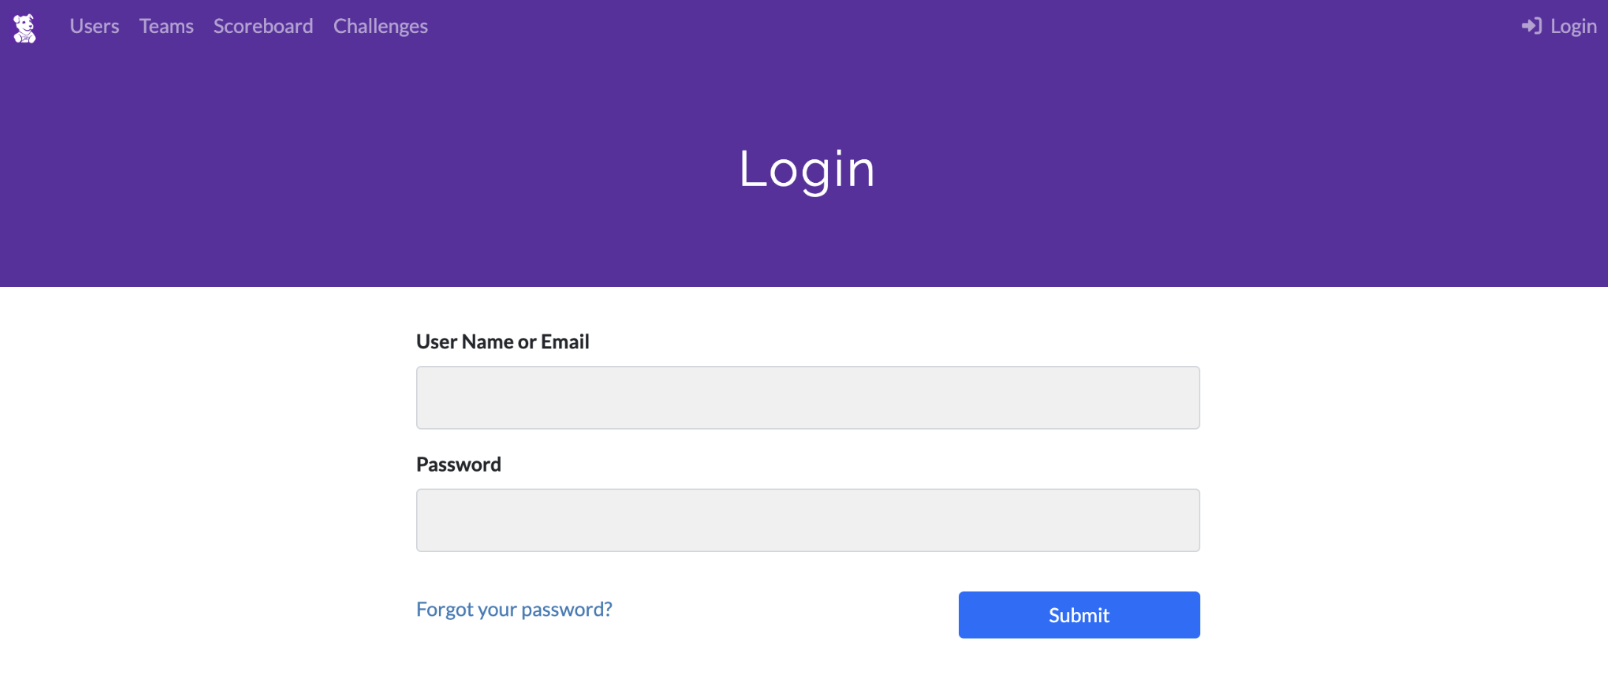 Users Teams Scoreboard Challenges Login
Login
User Name or Email
Password
Forgot your password? Submit